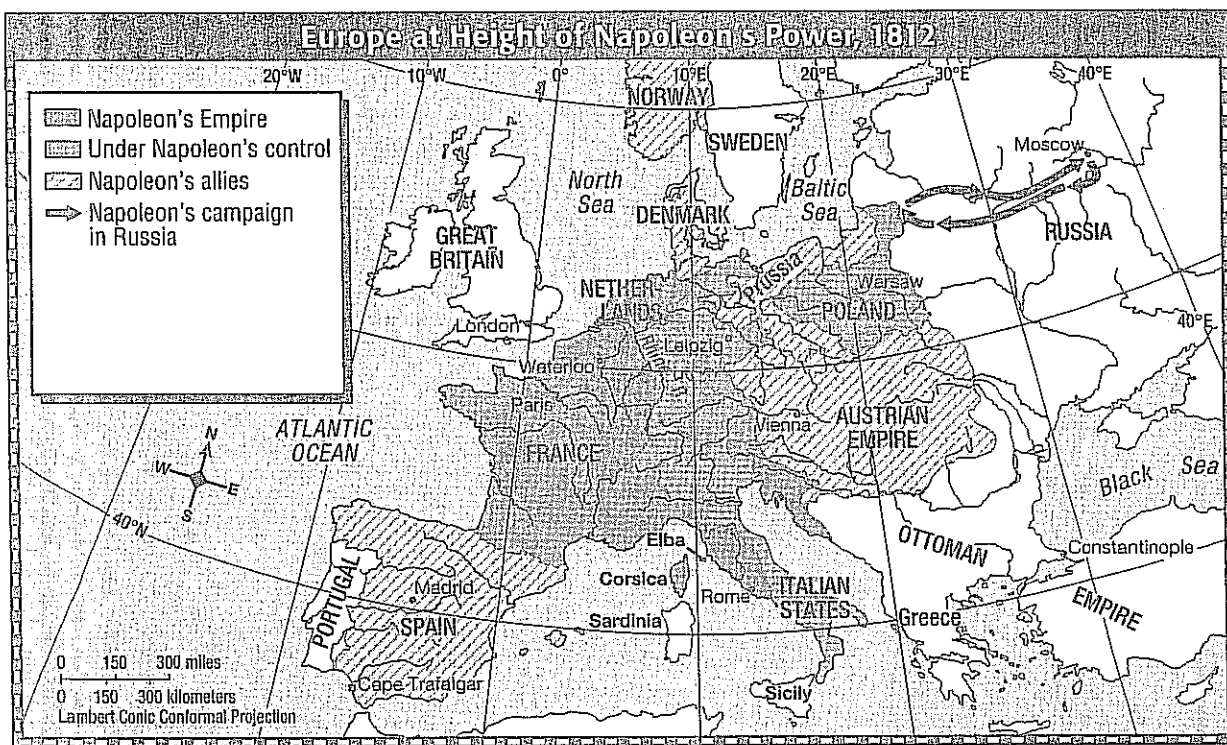 Europe at Height of Napoleon's Power, 1812
20°W
10°W
0°
10°E
20°E
30°E
40°E
Napoleon's Empire
Under Napoleon's control
Napoleon's allies
Napoleon's campaign
in Russia
NORWAY
SWEDEN
Moscow
North
Sea
Baltic
Sea
DENMARK
RUSSIA
GREAT
BRITAIN
Prussia
NETHER
LANDS
Warsaw
POLAND
London
Leipzig
40°E
Waterloo
Paris
Vienna
AUSTRIAN
EMPIRE
ATLANTIC
OCEAN
FRANCE
N
W
E
S
Black Sea
40°N
Elba
OTTOMAN
EMPIRE
Constantinople
Corsica
Rome
ITALIAN
STATES
PORTUGAL
Madrid
SPAIN
Sardinia
Greece
Cape Trafalgar
Sicily
0 150 300 miles
0 150 300 kilometers
Lambert Conic Conformal Projection